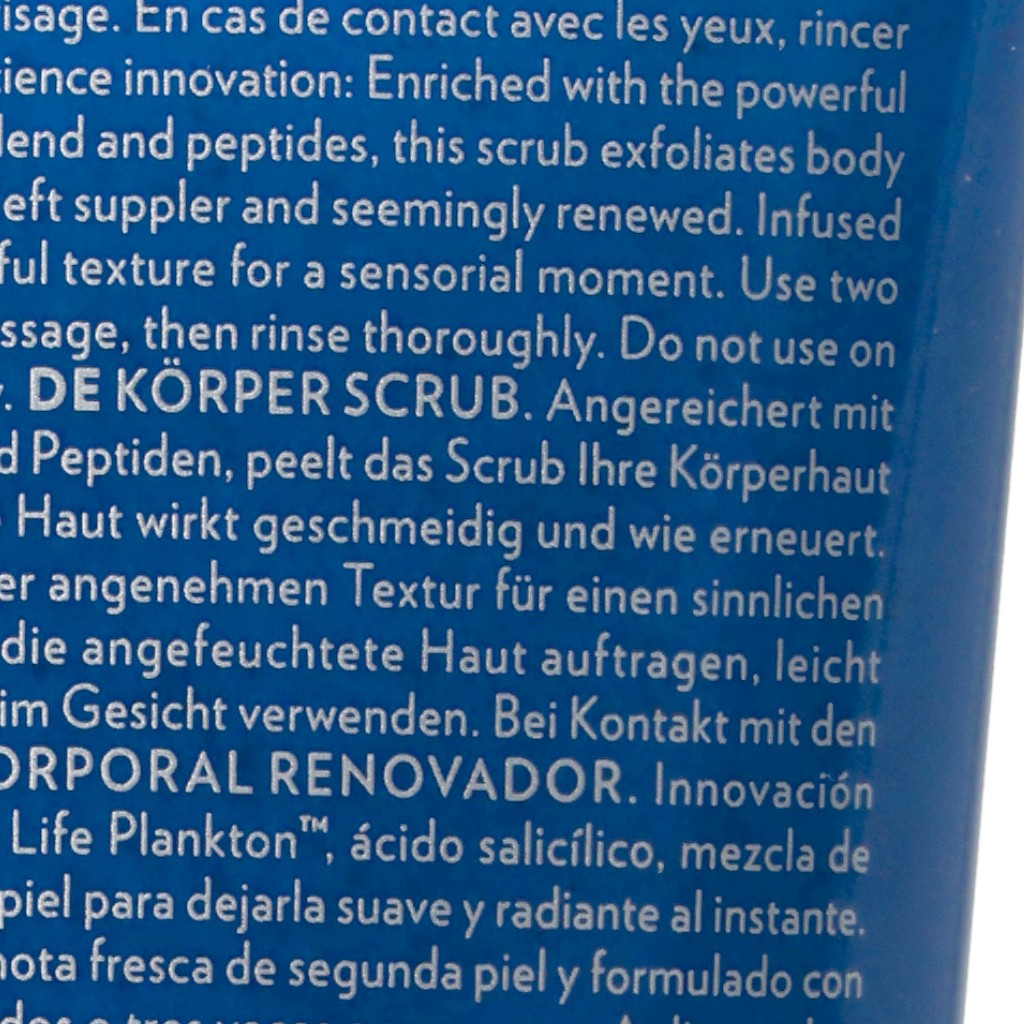 isage. En cas de contact avec les yeux, rincer
ience innovation: Enriched with the powerful
lend and peptides, this scrub exfoliates body
eft suppler and seemingly renewed. Infused
ful texture for a sensorial moment. Use two
ssage, then rinse thoroughly. Do not use on
. DE KÖRPER SCRUB. Angereichert mit
d Peptiden, peelt das Scrub Ihre Körperhaut
Haut wirkt geschmeidig und wie erneuert.
er angenehmen Textur für einen sinnlichen
die angefeuchtete Haut auftragen, leicht
im Gesicht verwenden. Bei Kontakt mit den
ORPORAL RENOVADOR. Innovación
Life Plankton™, ácido salicílico, mezcla de
piel para dejarla suave y radiante al instante.
nota fresca de segunda piel y formulado con